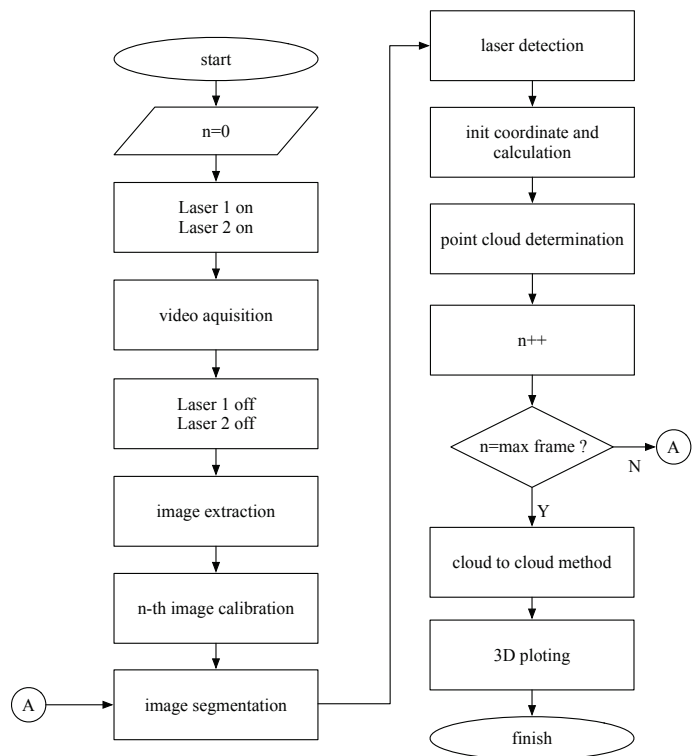 start
n=0
Laser 1 on
Laser 2 on
video aquisition
Laser 1 off
Laser 2 off
image extraction
n-th image calibration
A
image segmentation
laser detection
init coordinate and
calculation
point cloud determination
n++
n=max frame ?
N
A
Y
cloud to cloud method
3D ploting
finish